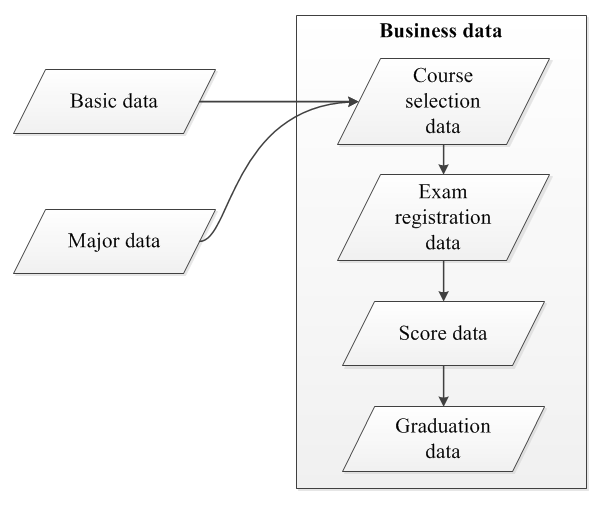 Business data
Basic data
Course
selection
data
Major data
Exam
registration
data
Score data
Graduation
data